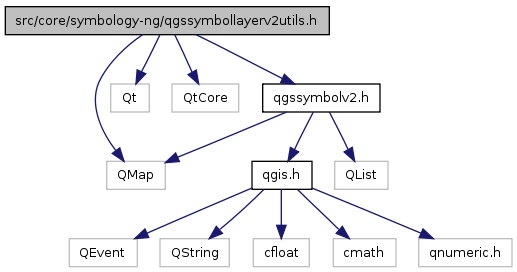 src/core/symbology-ng/qgssymbollayerv2utils.h
Qt
QtCore
qgssymbolv2.h
QMap
qgis.h
QList
QEvent
QString
cfloat
cmath
qnumeric.h